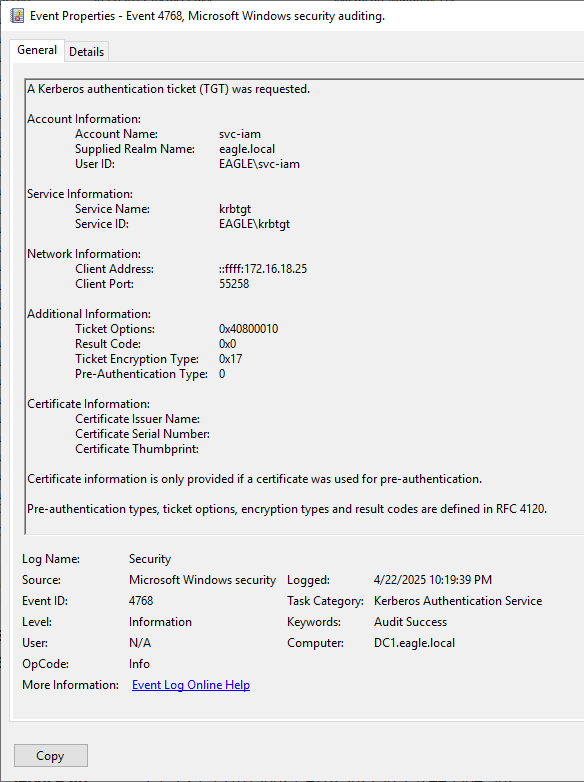 Event Properties - Event 4768, Microsoft Windows security auditing.
General Details
A Kerberos authentication ticket (TGT) was requested.
Account Information:
Account Name: svc-iam
Supplied Realm Name: eagle.local
User ID: EAGLE\svc-iam
Service Information:
Service Name: krbtgt
Service ID: EAGLE\krbtgt
Network Information:
Client Address: ::ffff:172.16.18.25
Client Port: 55258
Additional Information:
Ticket Options: 0x40800010
Result Code: 0x0
Ticket Encryption Type: 0x17
Pre-Authentication Type: 0
Certificate Information:
Certificate Issuer Name:
Certificate Serial Number:
Certificate Thumbprint:
Certificate information is only provided if a certificate was used for pre-authentication.
Pre-authentication types, ticket options, encryption types and result codes are defined in RFC 4120.
Log Name: Security
Source: Microsoft Windows security Logged: 4/22/2025 10:19:39 PM
Event ID: 4768 Task Category: Kerberos Authentication Service
Level: Information Keywords: Audit Success
User: N/A Computer: DC1.eagle.local
OpCode: Info
More Information: Event Log Online Help
Copy